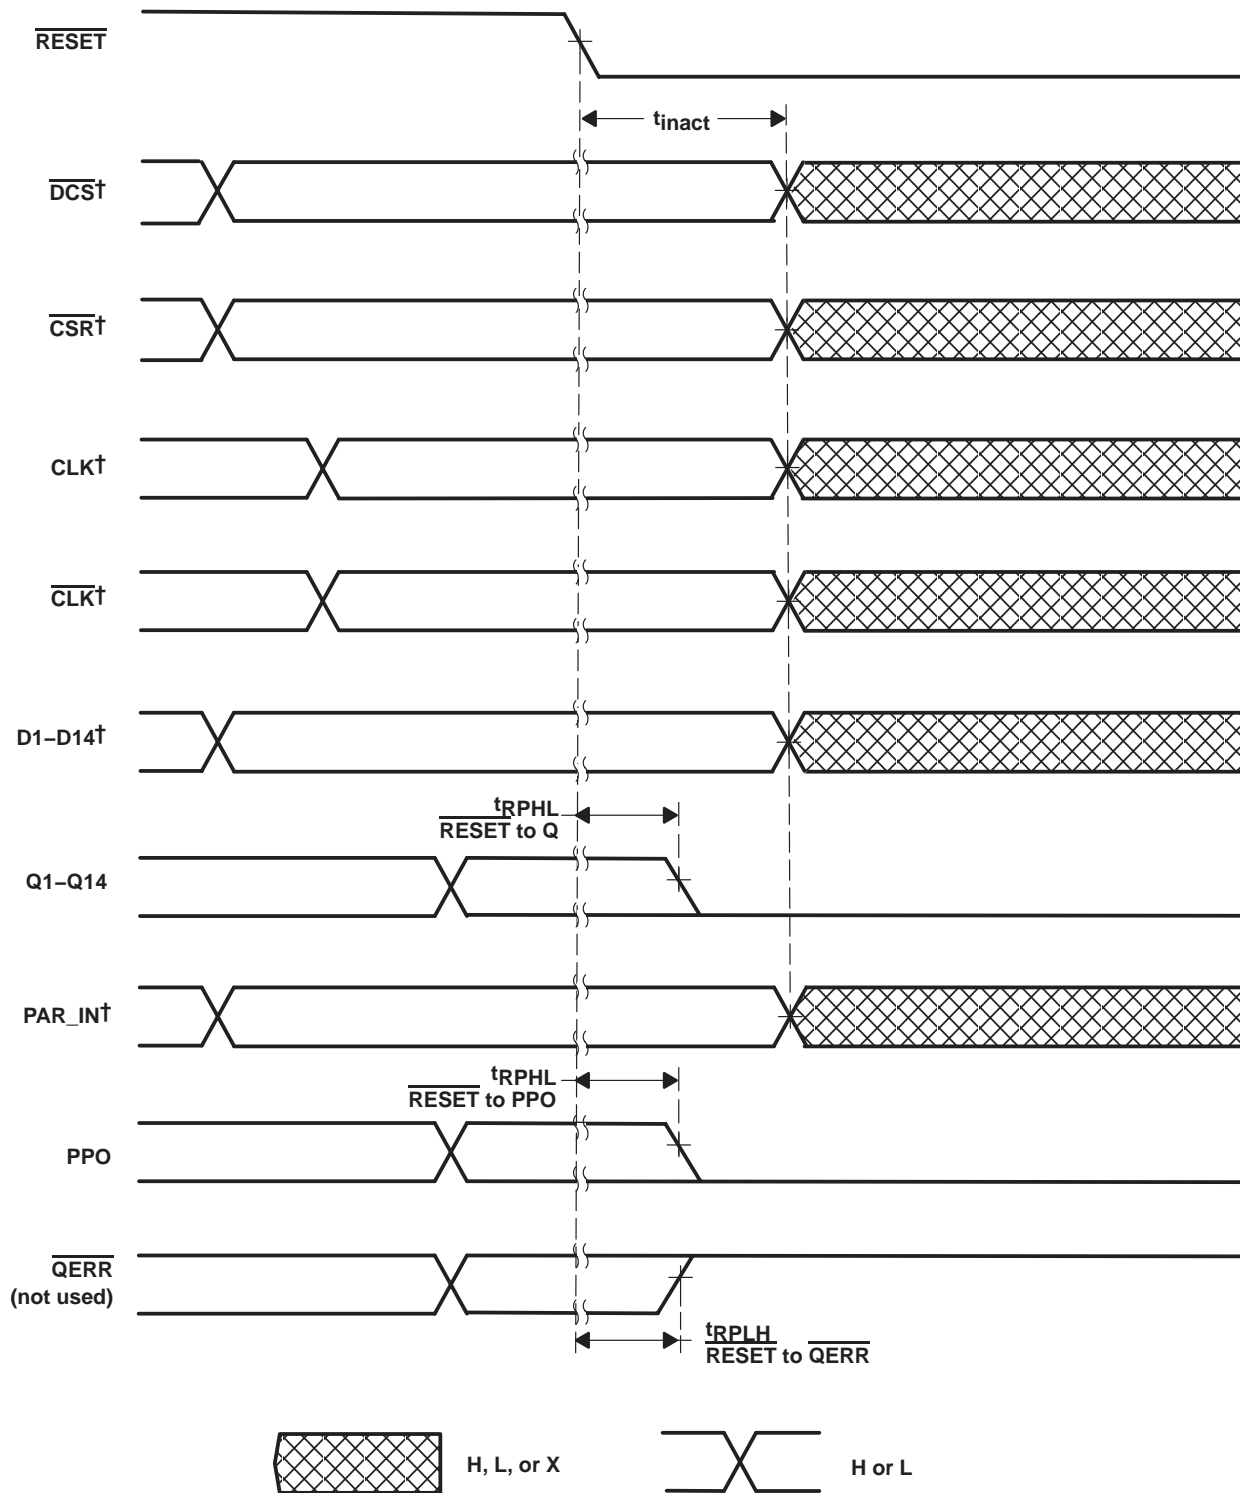 RESET
tinact
DCS†
CSR†
CLK†
CLK†
D1–D14†
tRPHL
RESET to Q
Q1–Q14
PAR_IN†
tRPHL
RESET to PPO
PPO
QERR
(not used)
tRPLH
RESET to QERR
H, L, or X
H or L